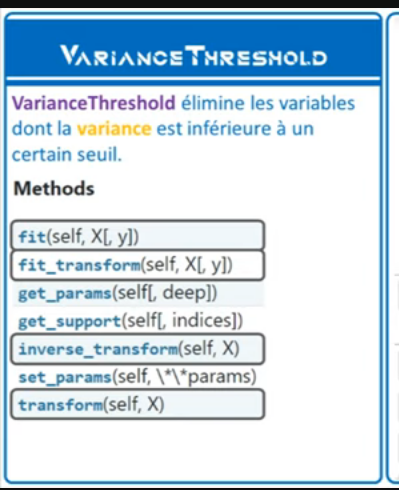 VARIANCETHRESHOLD
VarianceThreshold élimine les variables
dont la variance est inférieure à un
certain seuil.
Methods
fit(self, X[, y])
fit_transform(self, X[, y])
get_params(self[, deep])
get_support(self[, indices])
inverse_transform(self, X)
set_params(self, \*\*params)
transform(self, X)